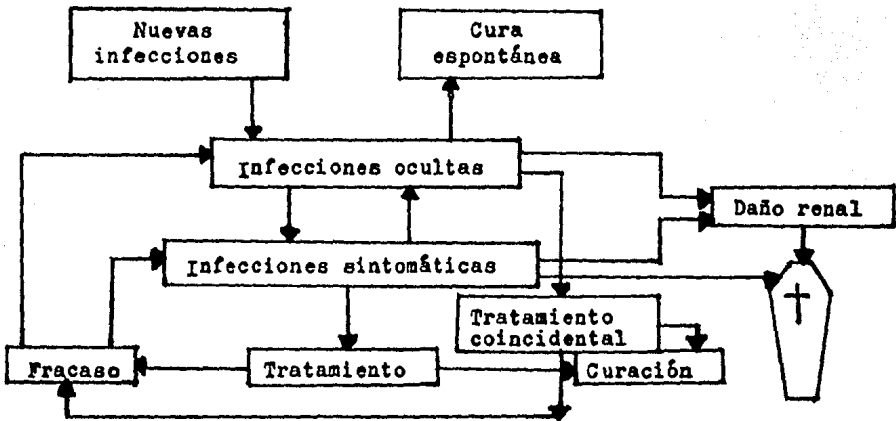 Nuevas
infecciones
Cura
espontánea
Infecciones ocultas
Daño renal
Infecciones sintomáticas
Tratamiento
coincidental
Fracaso
Tratamiento
Curación